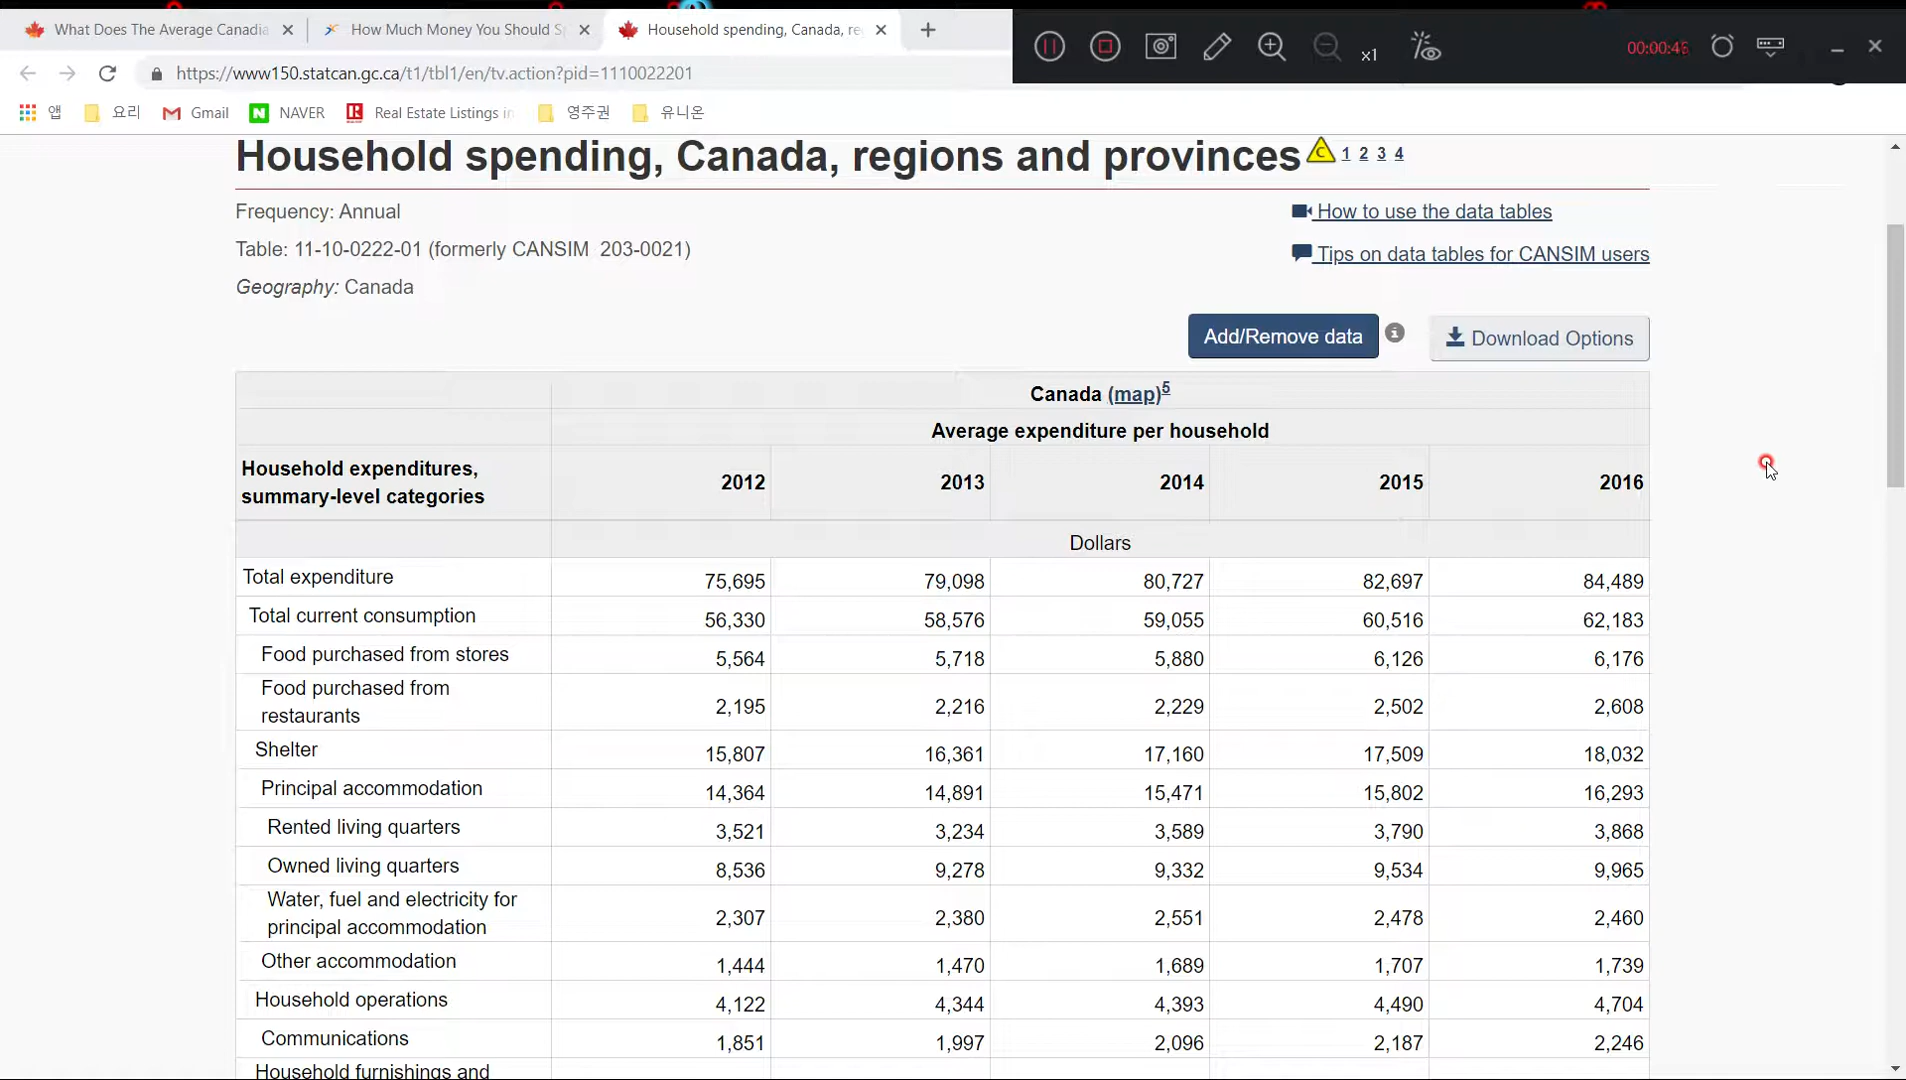 What Does The Average Canadia
How Much Money You Should Sp
Household spending, Canada, re
x1
https://www150.statcan.gc.ca/t1/tbl1/en/tv.action?pid=1110022201
앱 요리 Gmail NAVER Real Estate Listings in 영주권 유니온
Household spending, Canada, regions and provinces C 1 2 3 4
Frequency: Annual
How to use the data tables
Table: 11-10-0222-01 (formerly CANSIM 203-0021)
Tips on data tables for CANSIM users
Geography: Canada
Add/Remove data
Download Options
Canada (map)5
Average expenditure per household
Household expenditures,
summary-level categories
2012 2013 2014 2015 2016
Dollars
Total expenditure 75,695 79,098 80,727 82,697 84,489
Total current consumption 56,330 58,576 59,055 60,516 62,183
Food purchased from stores 5,564 5,718 5,880 6,126 6,176
Food purchased from
restaurants 2,195 2,216 2,229 2,502 2,608
Shelter 15,807 16,361 17,160 17,509 18,032
Principal accommodation 14,364 14,891 15,471 15,802 16,293
Rented living quarters 3,521 3,234 3,589 3,790 3,868
Owned living quarters 8,536 9,278 9,332 9,534 9,965
Water, fuel and electricity for
principal accommodation 2,307 2,380 2,551 2,478 2,460
Other accommodation 1,444 1,470 1,689 1,707 1,739
Household operations 4,122 4,344 4,393 4,490 4,704
Communications 1,851 1,997 2,096 2,187 2,246
Household furnishings and